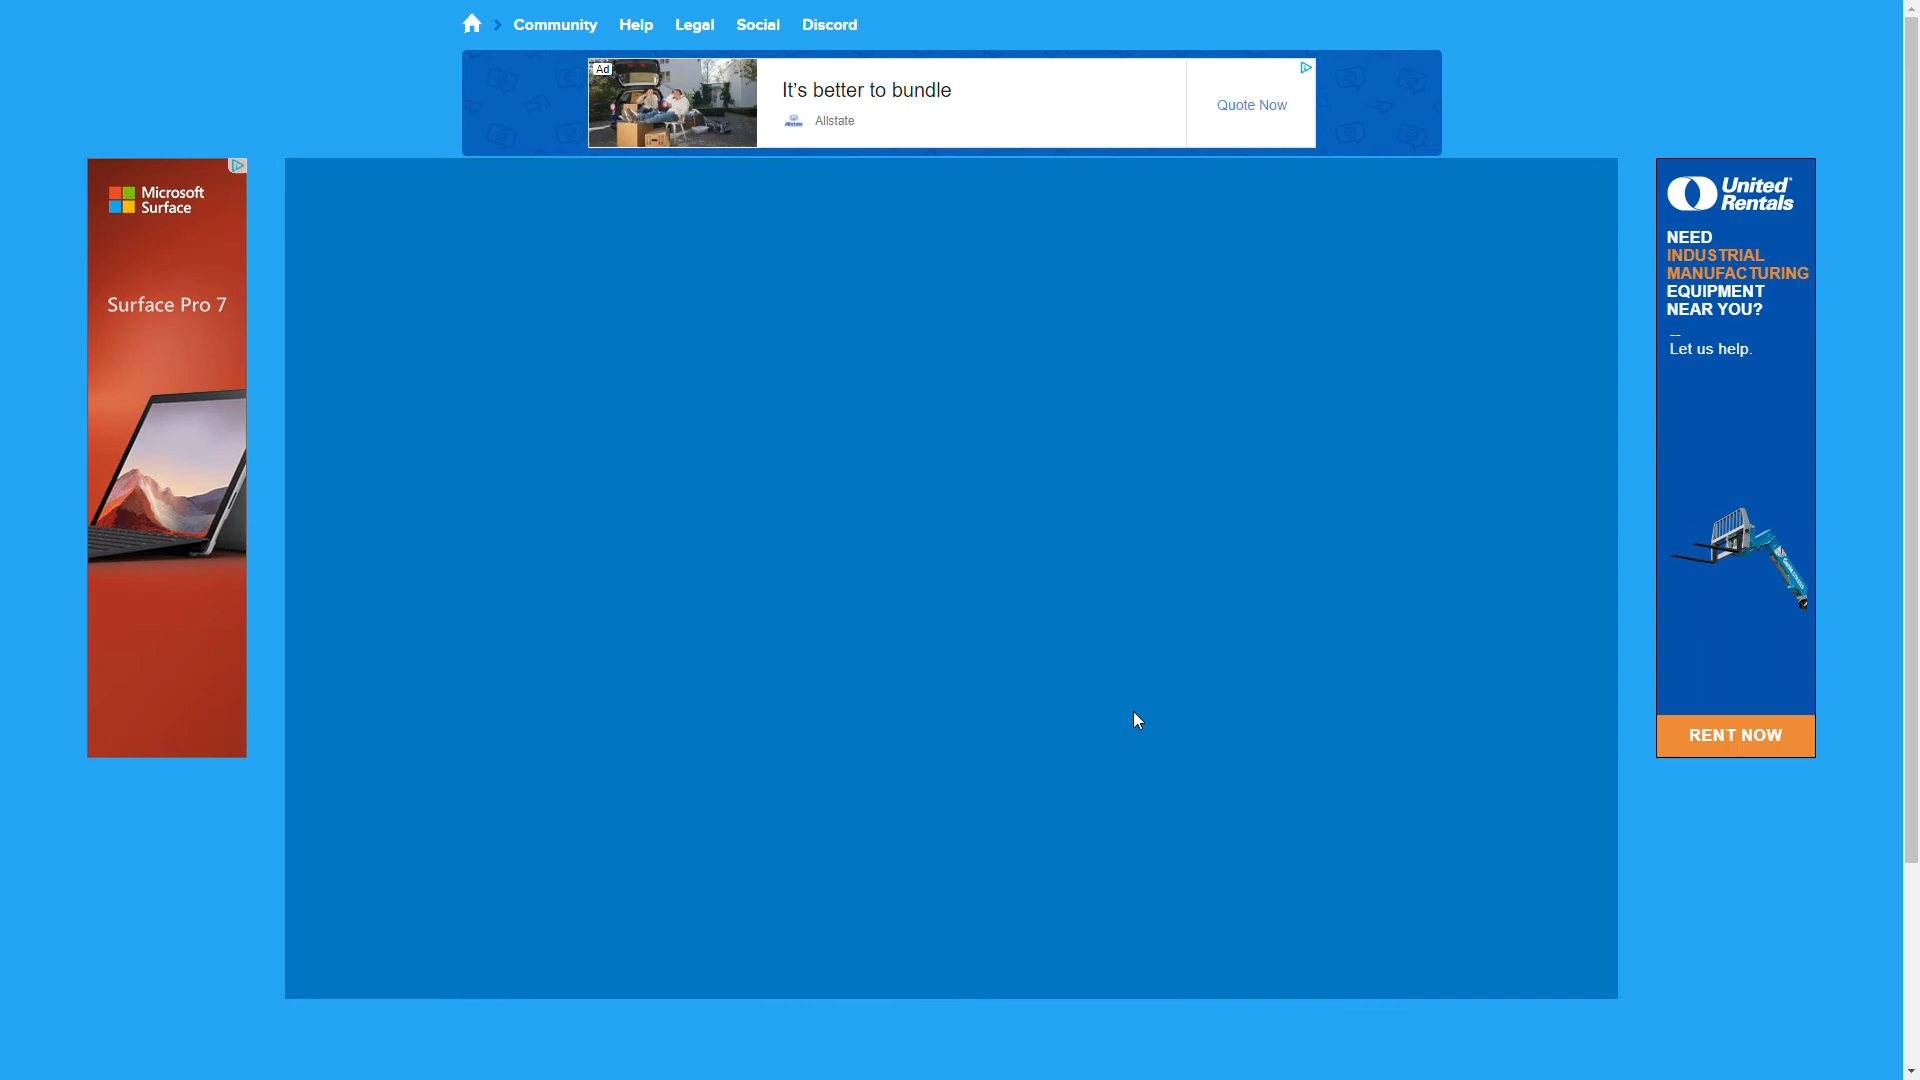 Community Help Legal Social Discord
Ad
It's better to bundle
Allstate
Quote Now
Microsoft
Surface
Surface Pro 7
United
Rentals
NEED
INDUSTRIAL
MANUFACTURING
EQUIPMENT
NEAR YOU?
--
Let us help.
RENT NOW